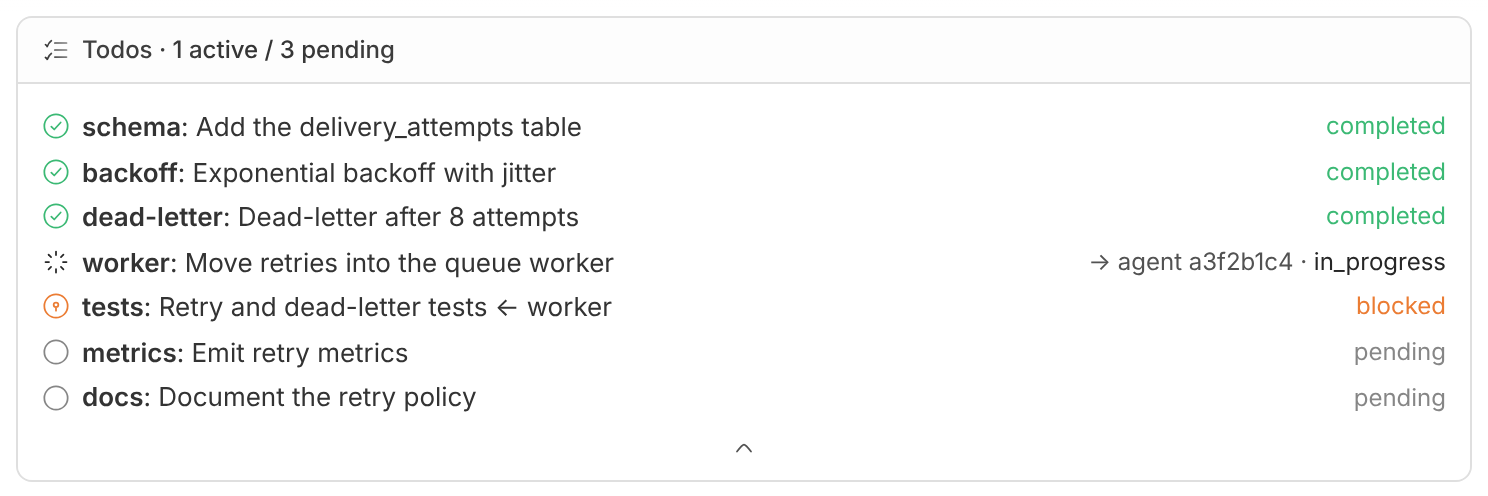 Todos · 1 active / 3 pending
schema: Add the delivery_attempts table completed
backoff: Exponential backoff with jitter completed
dead-letter: Dead-letter after 8 attempts completed
worker: Move retries into the queue worker → agent a3f2b1c4 · in_progress
tests: Retry and dead-letter tests ← worker blocked
metrics: Emit retry metrics pending
docs: Document the retry policy pending